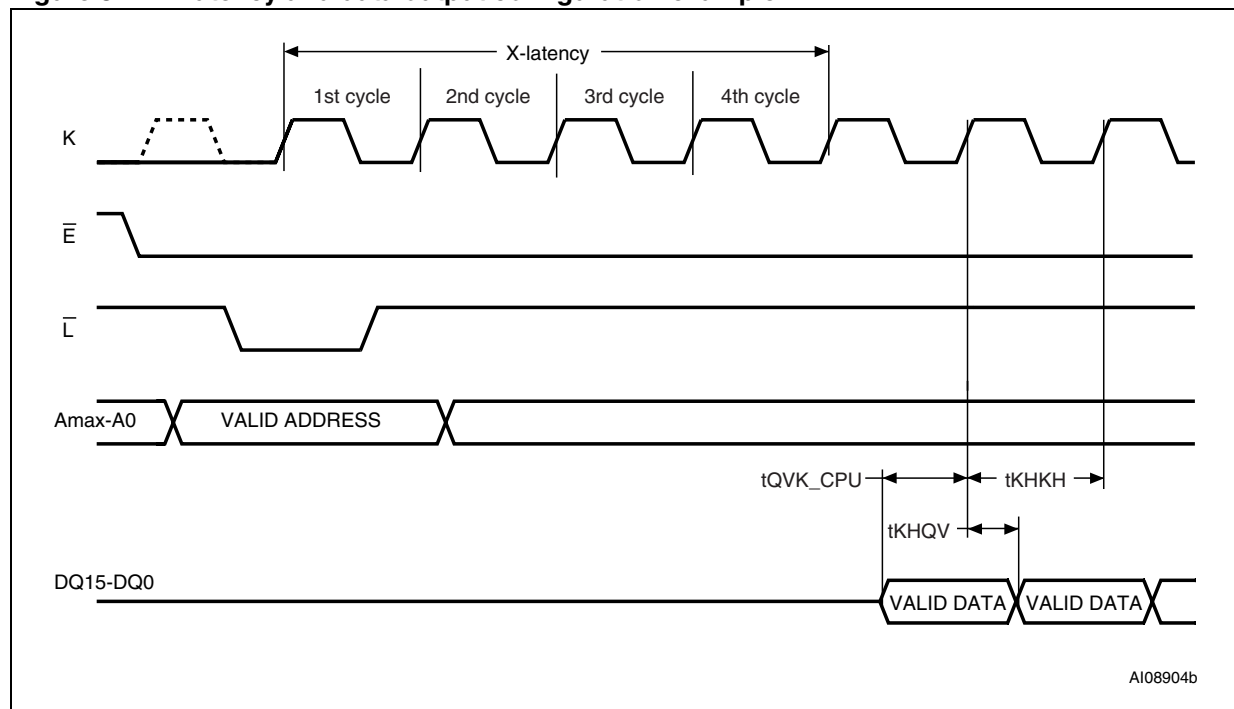 X-latency
1st cycle
2nd cycle
3rd cycle
4th cycle
K
E
L
Amax-A0
VALID ADDRESS
tQVK_CPU
tKHKH
tKHQV
DQ15-DQ0
VALID DATA
VALID DATA
AI08904b